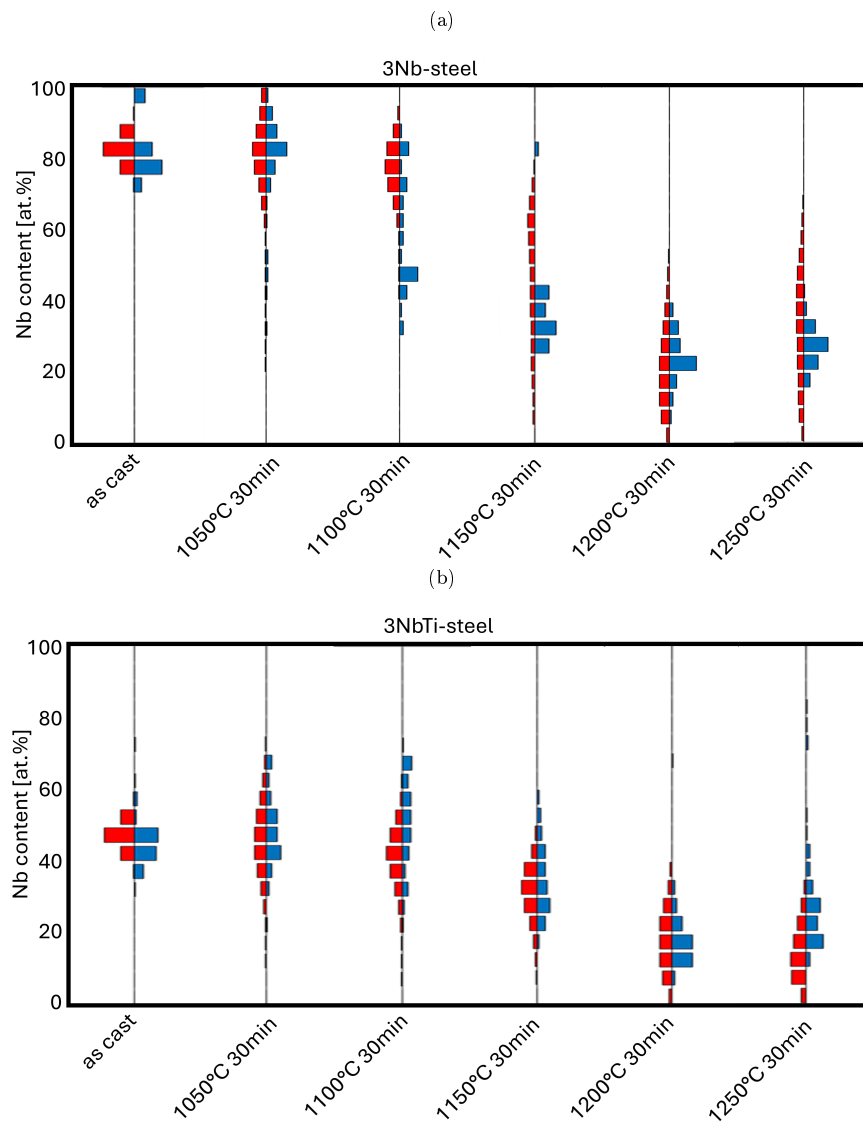 (a)
3Nb-steel
Nb content [at.%]
100
80
60
40
20
0
as cast
1050°C 30min
1100°C 30min
1150°C 30min
1200°C 30min
1250°C 30min
(b)
3NbTi-steel
Nb content [at.%]
100
80
60
40
20
0
as cast
1050°C 30min
1100°C 30min
1150°C 30min
1200°C 30min
1250°C 30min